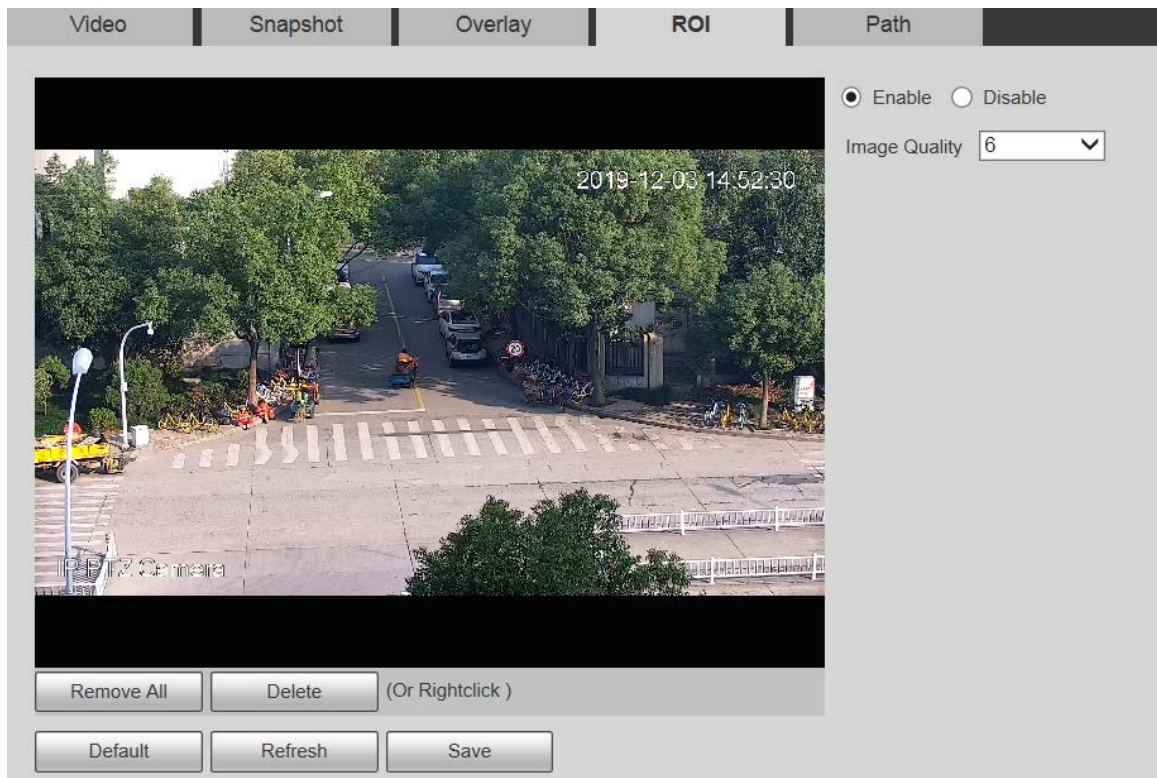 Video Snapshot Overlay ROI Path
Enable Disable
Image Quality 6
2019-12-03 14:52:30
20
IP PTZ Camera
Remove All Delete (Or Rightclick )
Default Refresh Save